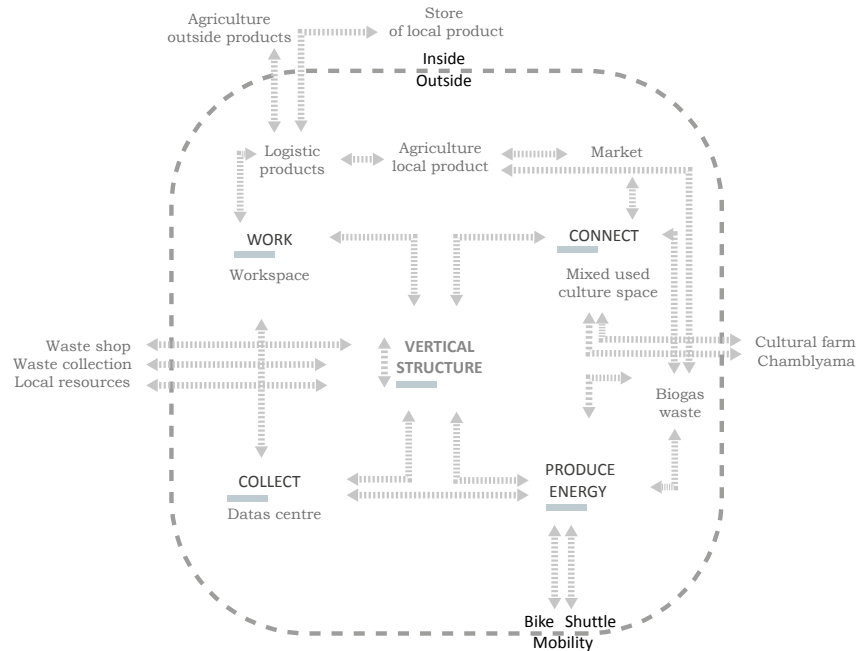 Agriculture
outside products
Store
of local product
Inside
Outside
Logistic
products
Agriculture
local product
Market
WORK
Workspace
CONNECT
Mixed used
culture space
Waste shop
Waste collection
Local resources
VERTICAL
STRUCTURE
Cultural farm
Chamblyama
Biogas
waste
COLLECT
Datas centre
PRODUCE
ENERGY
Bike Shuttle
Mobility